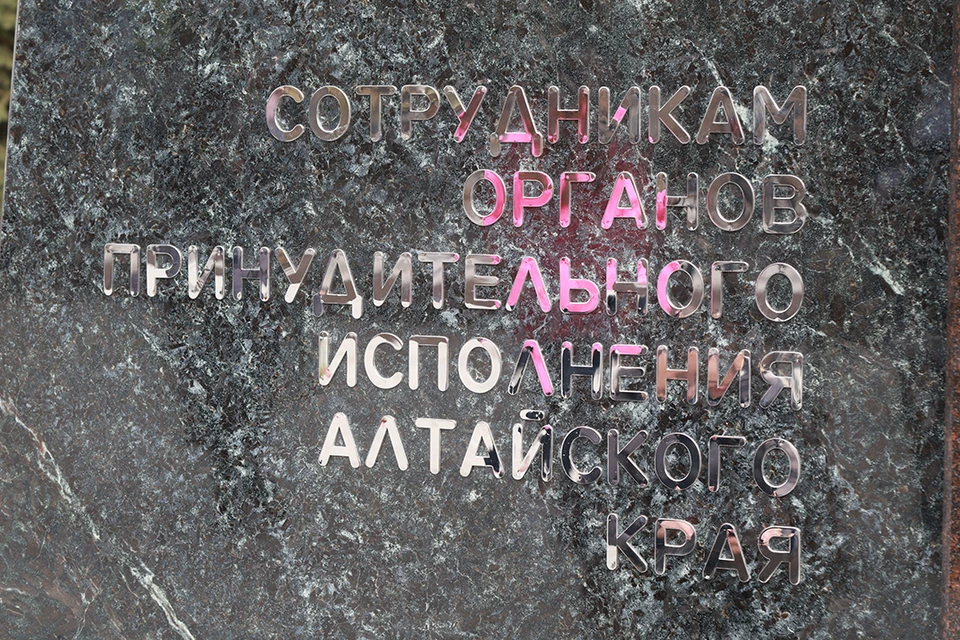 СОТРУДНИКАМ
ОРГАНОВ
ПРИНУДИТЕЛЬНОГО
ИСПОЛНЕНИЯ
АЛТАЙСКОГО
КРАЯ